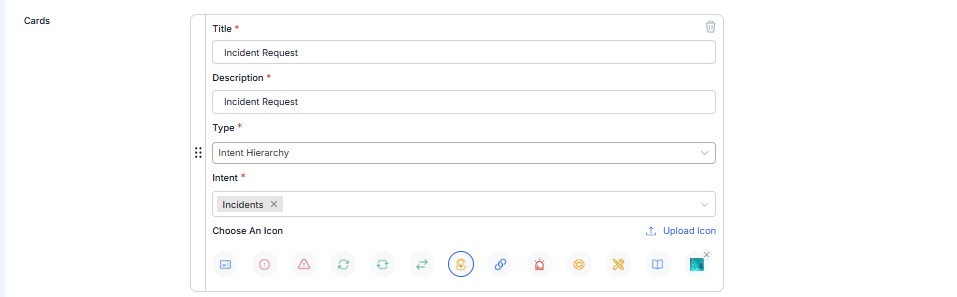 Cards
Title *
Incident Request
Description *
Incident Request
Type *
Intent Hierarchy
Intent *
Incidents ×
Choose An Icon
Upload Icon